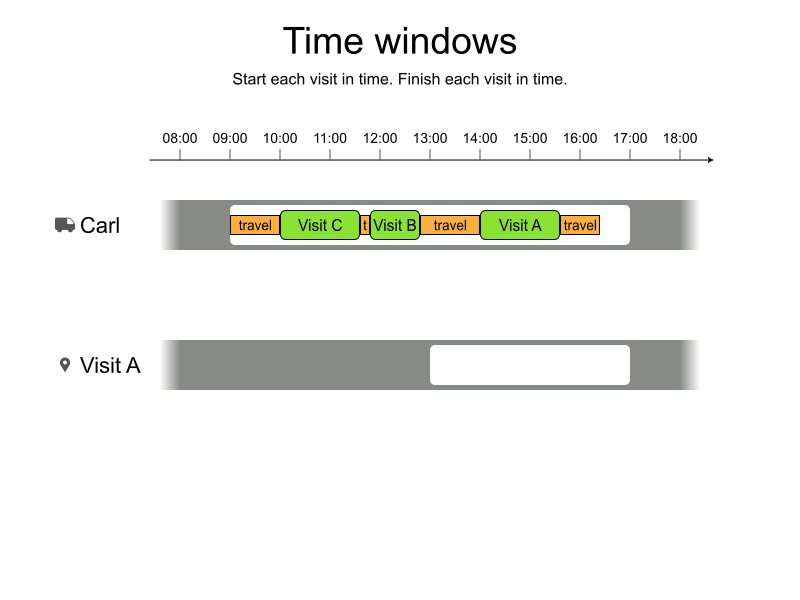 Time windows
Start each visit in time. Finish each visit in time.
08:00 09:00 10:00 11:00 12:00 13:00 14:00 15:00 16:00 17:00 18:00
Carl travel Visit C t Visit B travel Visit A travel
Visit A